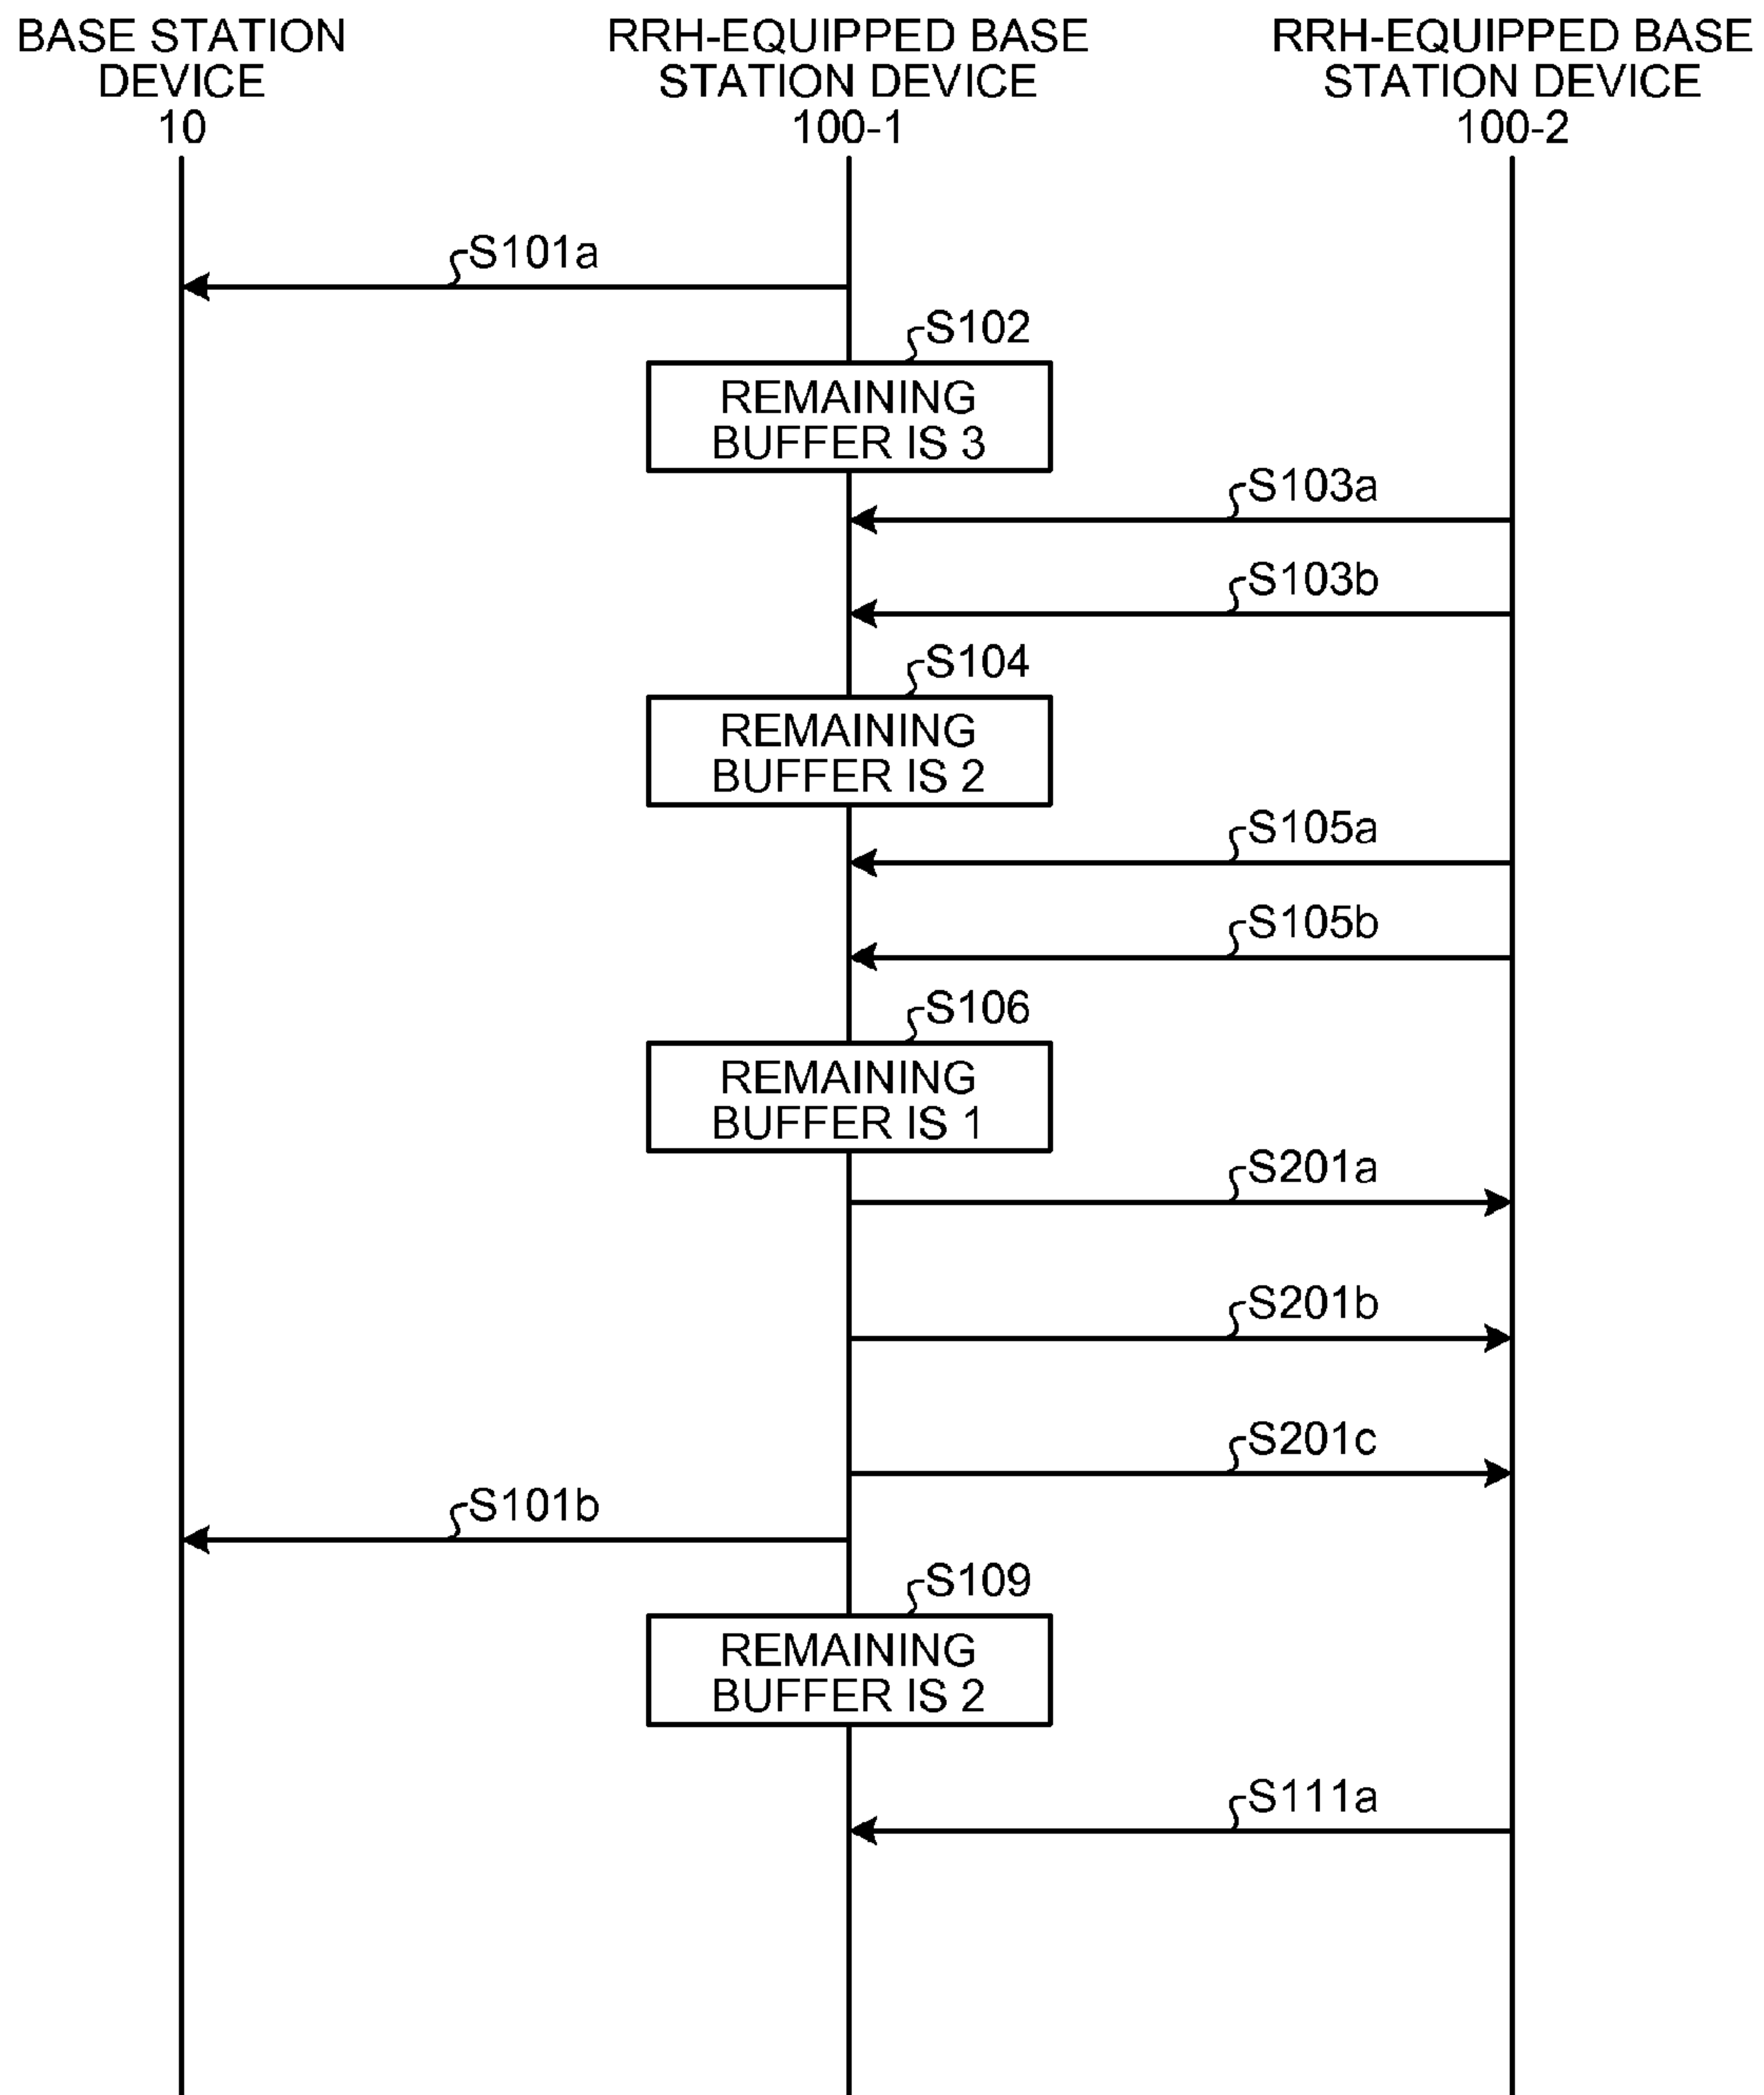 BASE STATION
DEVICE
10
RRH-EQUIPPED BASE
STATION DEVICE
100-1
RRH-EQUIPPED BASE
STATION DEVICE
100-2
S101a
S102
REMAINING
BUFFER IS 3
S103a
S103b
S104
REMAINING
BUFFER IS 2
S105a
S105b
S106
REMAINING
BUFFER IS 1
S201a
S201b
S201c
S101b
S109
REMAINING
BUFFER IS 2
S111a